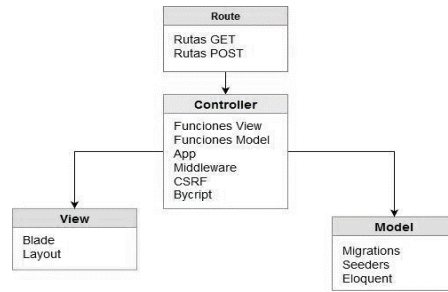 Route
Rutas GET
Rutas POST
Controller
Funciones View
Funciones Model
App
Middleware
CSRF
Bycript
View
Blade
Layout
Model
Migrations
Seeders
Eloquent